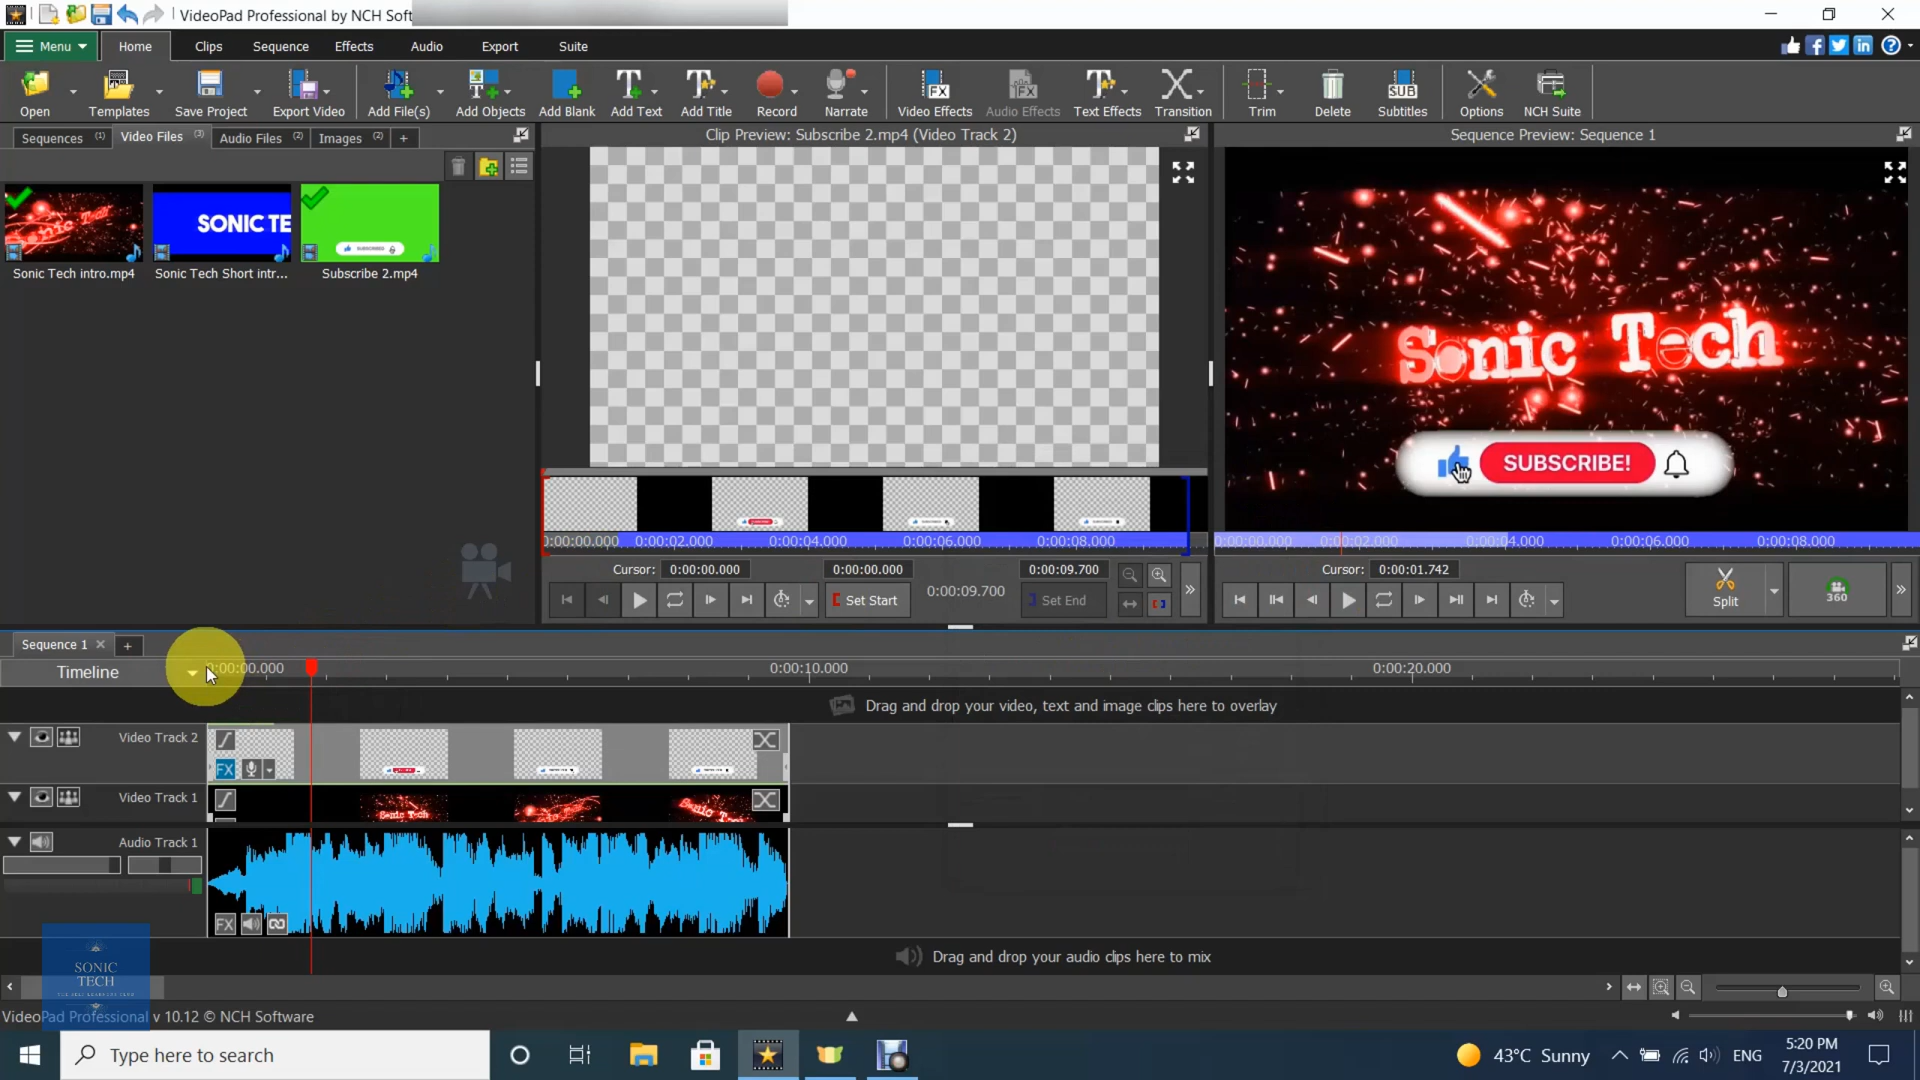 VideoPad Professional by NCH Soft
Menu Home Clips Sequence Effects Audio Export Suite
Open Templates Save Project Export Video Add File(s) Add Objects Add Blank Add Text Add Title Record Narrate Video Effects Audio Effects Text Effects Transition Trim Delete Subtitles Options NCH Suite
Sequences (1) Video Files (3) Audio Files (2) Images (2) +
Clip Preview: Subscribe 2.mp4 (Video Track 2)
Sequence Preview: Sequence 1
SONIC TE
Sonic Tech
Sonic Tech intro.mp4 Sonic Tech Short intr... Subscribe 2.mp4
Sonic Tech
SUBSCRIBE!
0:00:00.000 0:00:02.000 0:00:04.000 0:00:06.000 0:00:08.000
0:00:00.000 0:00:02.000 0:00:04.000 0:00:06.000 0:00:08.000
Cursor: 0:00:00.000 0:00:00.000 0:00:09.700
Cursor: 0:00:01.742
Set Start 0:00:09.700 Set End
Split 360
Sequence 1
Timeline
0:00:00.000 0:00:10.000 0:00:20.000
Drag and drop your video, text and image clips here to overlay
Video Track 2
FX
Video Track 1
Sonic Tech
Audio Track 1
FX
Drag and drop your audio clips here to mix
SONIC
TECH
VideoPad Professional v 10.12 © NCH Software
Type here to search
43°C Sunny ENG
5:20 PM
7/3/2021